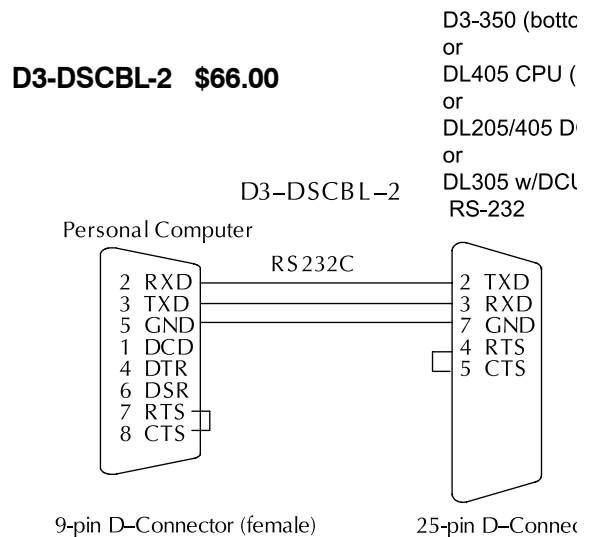 D3-350 (botto
or
D3-DSCBL-2 $66.00
DL405 CPU (
or
DL205/405 D
or
DL305 w/DCU
RS-232
D3–DSCBL–2
Personal Computer
RS232C
2 RXD
3 TXD
5 GND
1 DCD
4 DTR
6 DSR
7 RTS
8 CTS
2 TXD
3 RXD
7 GND
4 RTS
5 CTS
9-pin D–Connector (female)
25-pin D–Connec